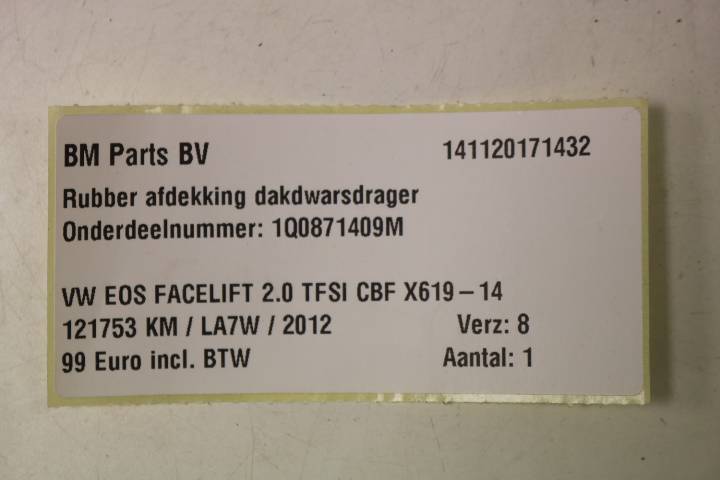 BM Parts BV 141120171432
Rubber afdekking dakdwarsdrager
Onderdeelnummer: 1Q0871409M
VW EOS FACELIFT 2.0 TFSI CBF X619-14
121753 KM / LA7W / 2012 Verz: 8
99 Euro incl. BTW Aantal: 1